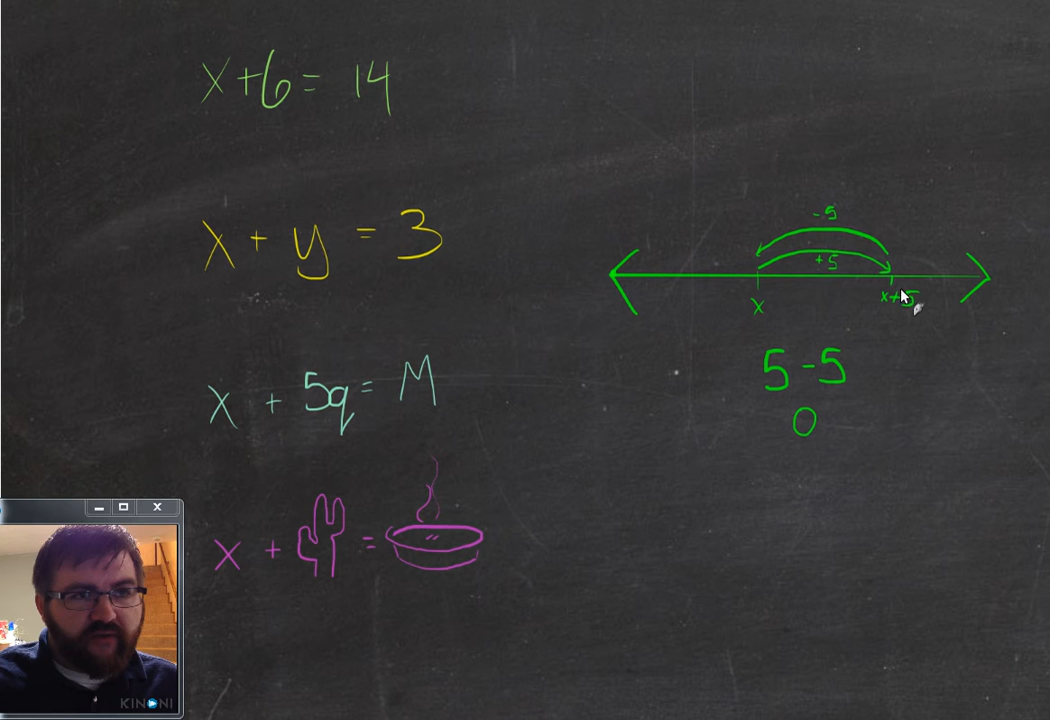 x+6= 14
x + y = 3
x + 5q= M
x + =
-5
+5
x
x+5
5-5
0
KINONI